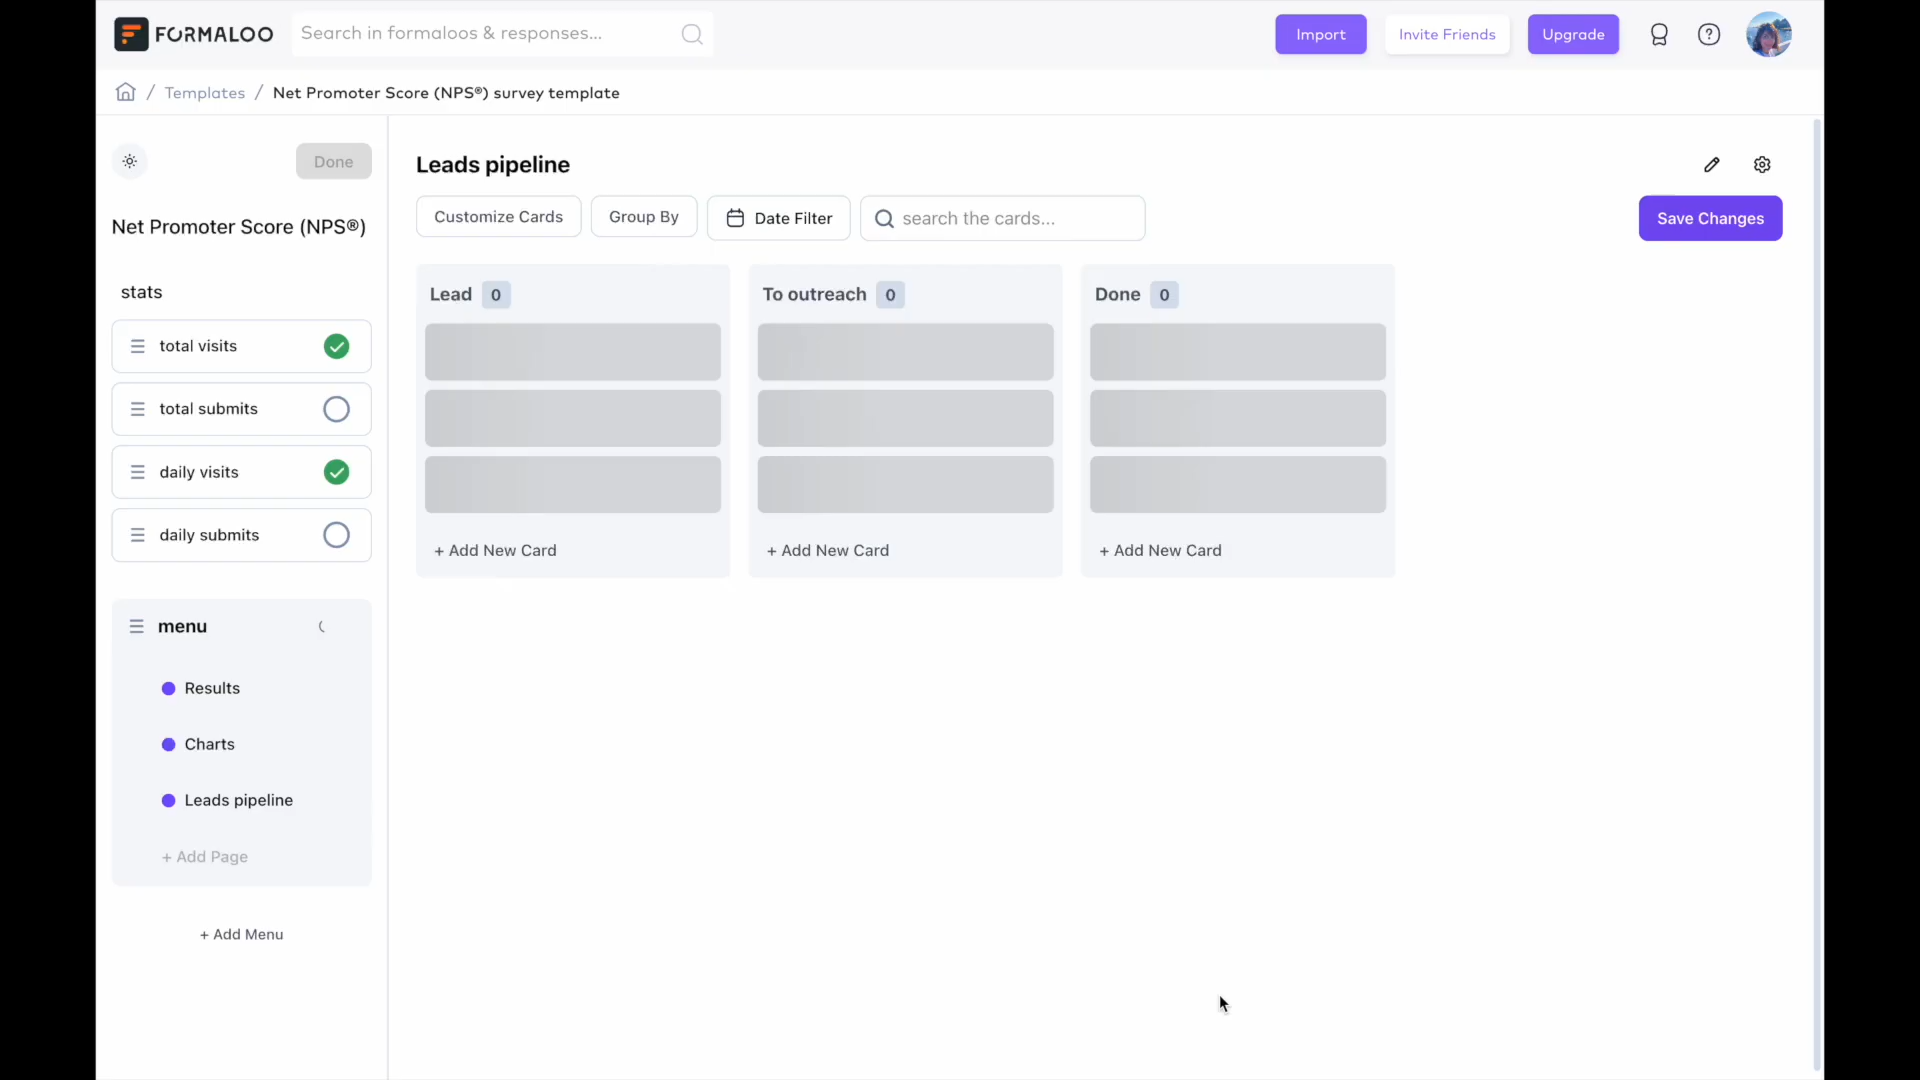 FORMALOO
Search in formaloos & responses...
Import
Invite Friends
Upgrade
/ Templates / Net Promoter Score (NPS®) survey template
Done
Net Promoter Score (NPS®)
stats
total visits
total submits
daily visits
daily submits
menu
Results
Charts
Leads pipeline
+ Add Page
+ Add Menu
Leads pipeline
Customize Cards
Group By
Date Filter
search the cards...
Save Changes
Lead 0
+ Add New Card
To outreach 0
+ Add New Card
Done 0
+ Add New Card